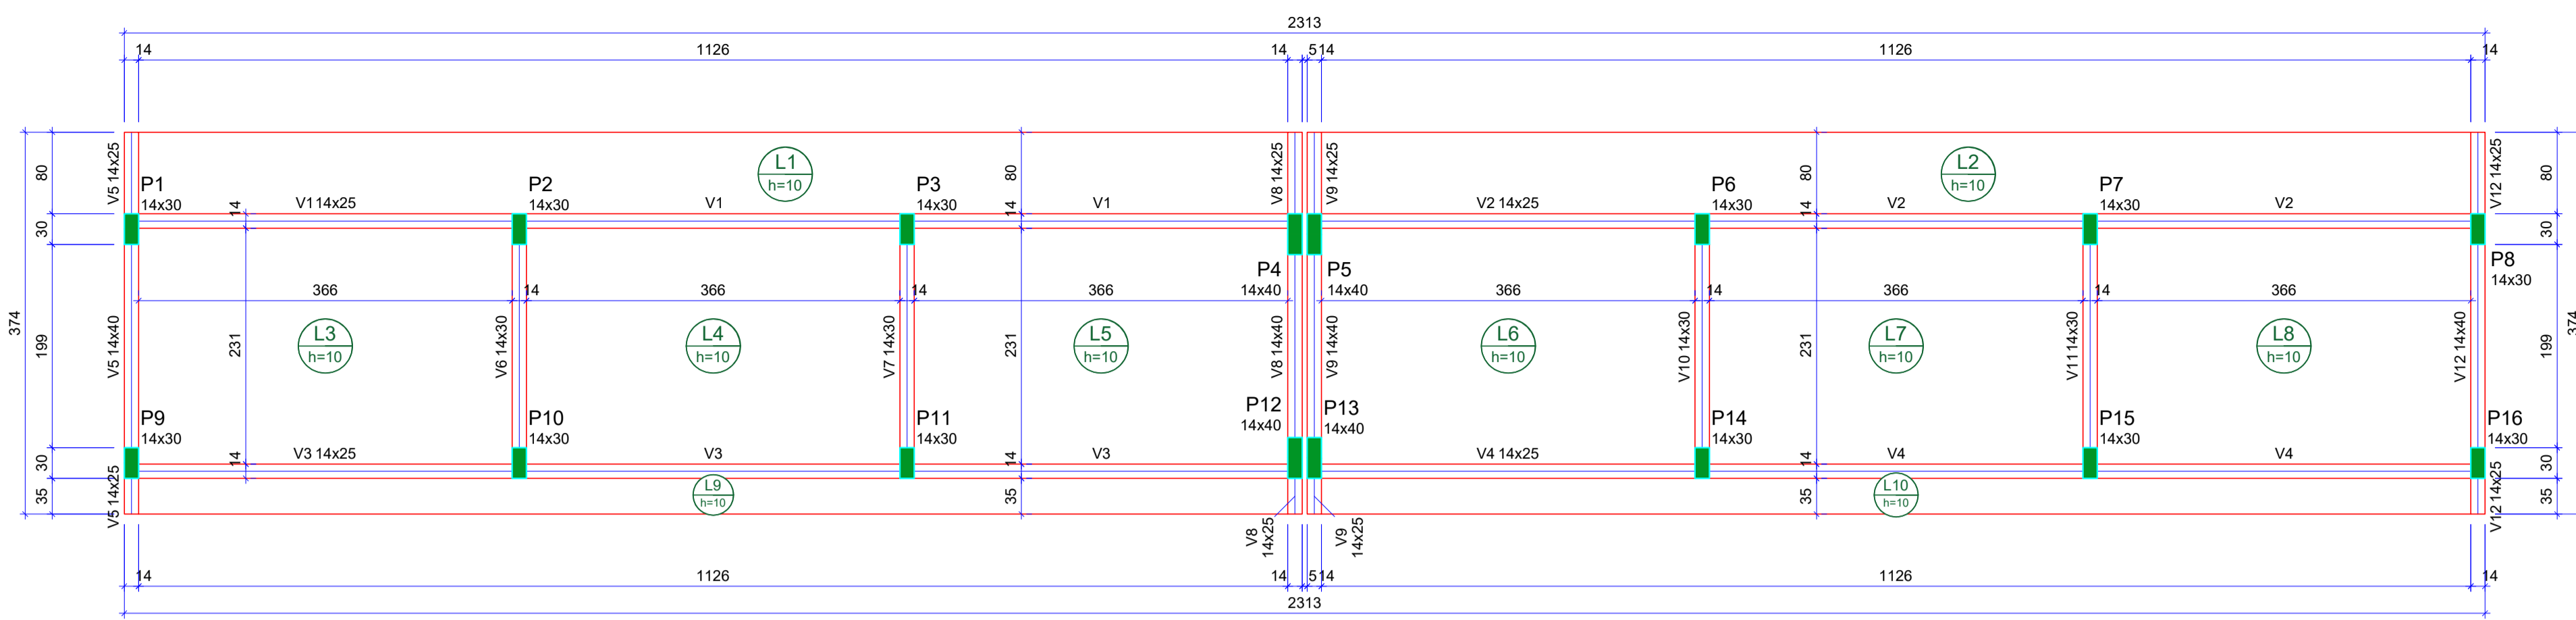 2313
14 1126 14 5 14 1126 14
V5 14x25
V8 14x25
V9 14x25
V12 14x25
80
80
80
80
L1
h=10
L2
h=10
P1
14x30
P2
14x30
P3
14x30
P6
14x30
P7
14x30
V1 14x25
V1
V1
V2 14x25
V2
V2
14
14
14
30
30
P4
14x40
P5
14x40
P8
14x30
366 14 366 14 366 366 14 366 14 366
374
199
V5 14x40
231
L3
h=10
V6 14x30
L4
h=10
V7 14x30
231
L5
h=10
V8 14x40
V9 14x40
L6
h=10
V10 14x30
231
L7
h=10
V11 14x30
L8
h=10
V12 14x40
199
374
P9
14x30
P10
14x30
P11
14x30
P12
14x40
P13
14x40
P14
14x30
P15
14x30
P16
14x30
V3 14x25
V3
V3
V4 14x25
V4
V4
14
14
14
30
30
35
V5 14x25
L9
h=10
35
35
L10
h=10
V12 14x25
35
V8
14x25
V9
14x25
14 1126 14 5 14 1126 14
2313